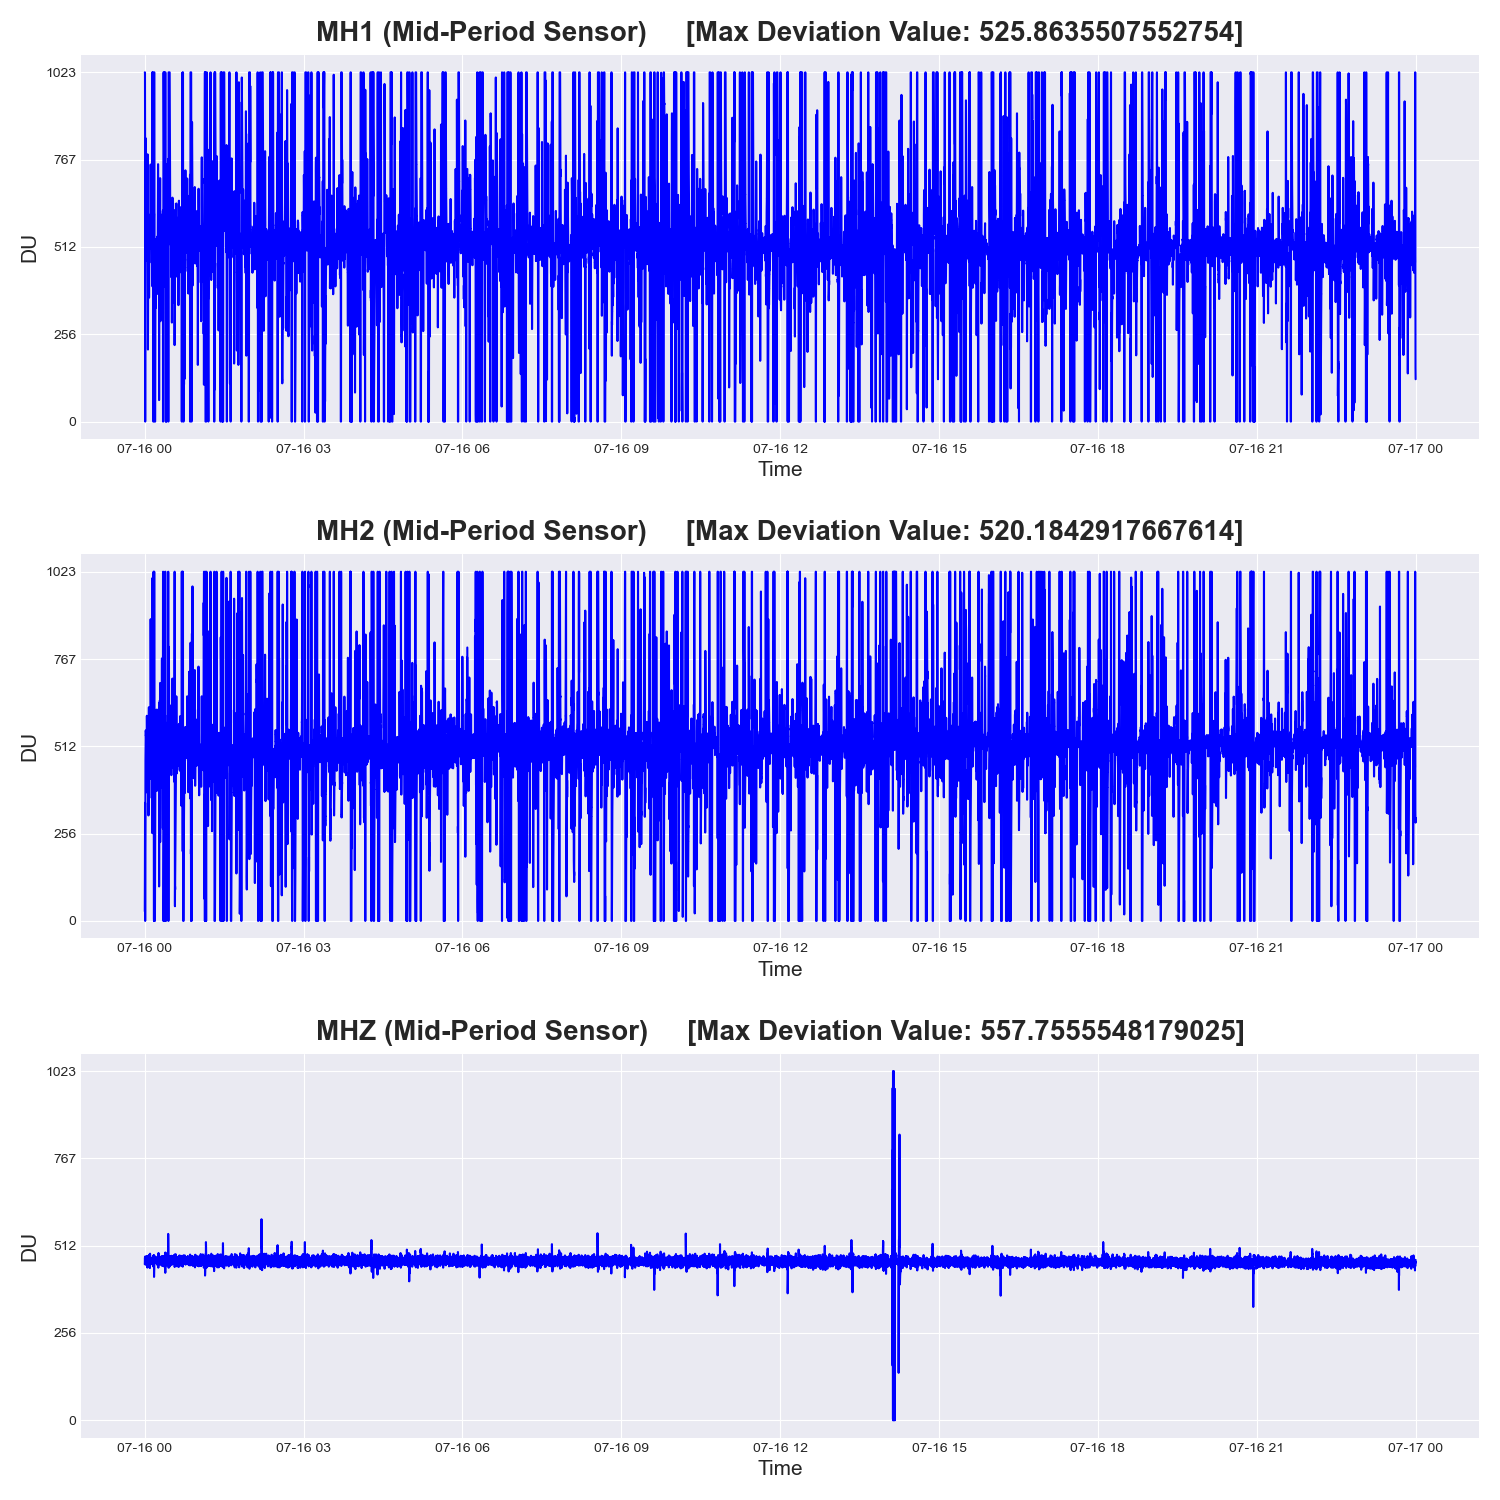 MH1 (Mid-Period Sensor) [Max Deviation Value: 525.8635507552754]
1023
767
512
256
0
DU
07-16 00 07-16 03 07-16 06 07-16 09 07-16 12 07-16 15 07-16 18 07-16 21 07-17 00
Time
MH2 (Mid-Period Sensor) [Max Deviation Value: 520.1842917667614]
1023
767
512
256
0
DU
07-16 00 07-16 03 07-16 06 07-16 09 07-16 12 07-16 15 07-16 18 07-16 21 07-17 00
Time
MHZ (Mid-Period Sensor) [Max Deviation Value: 557.7555548179025]
1023
767
512
256
0
DU
07-16 00 07-16 03 07-16 06 07-16 09 07-16 12 07-16 15 07-16 18 07-16 21 07-17 00
Time